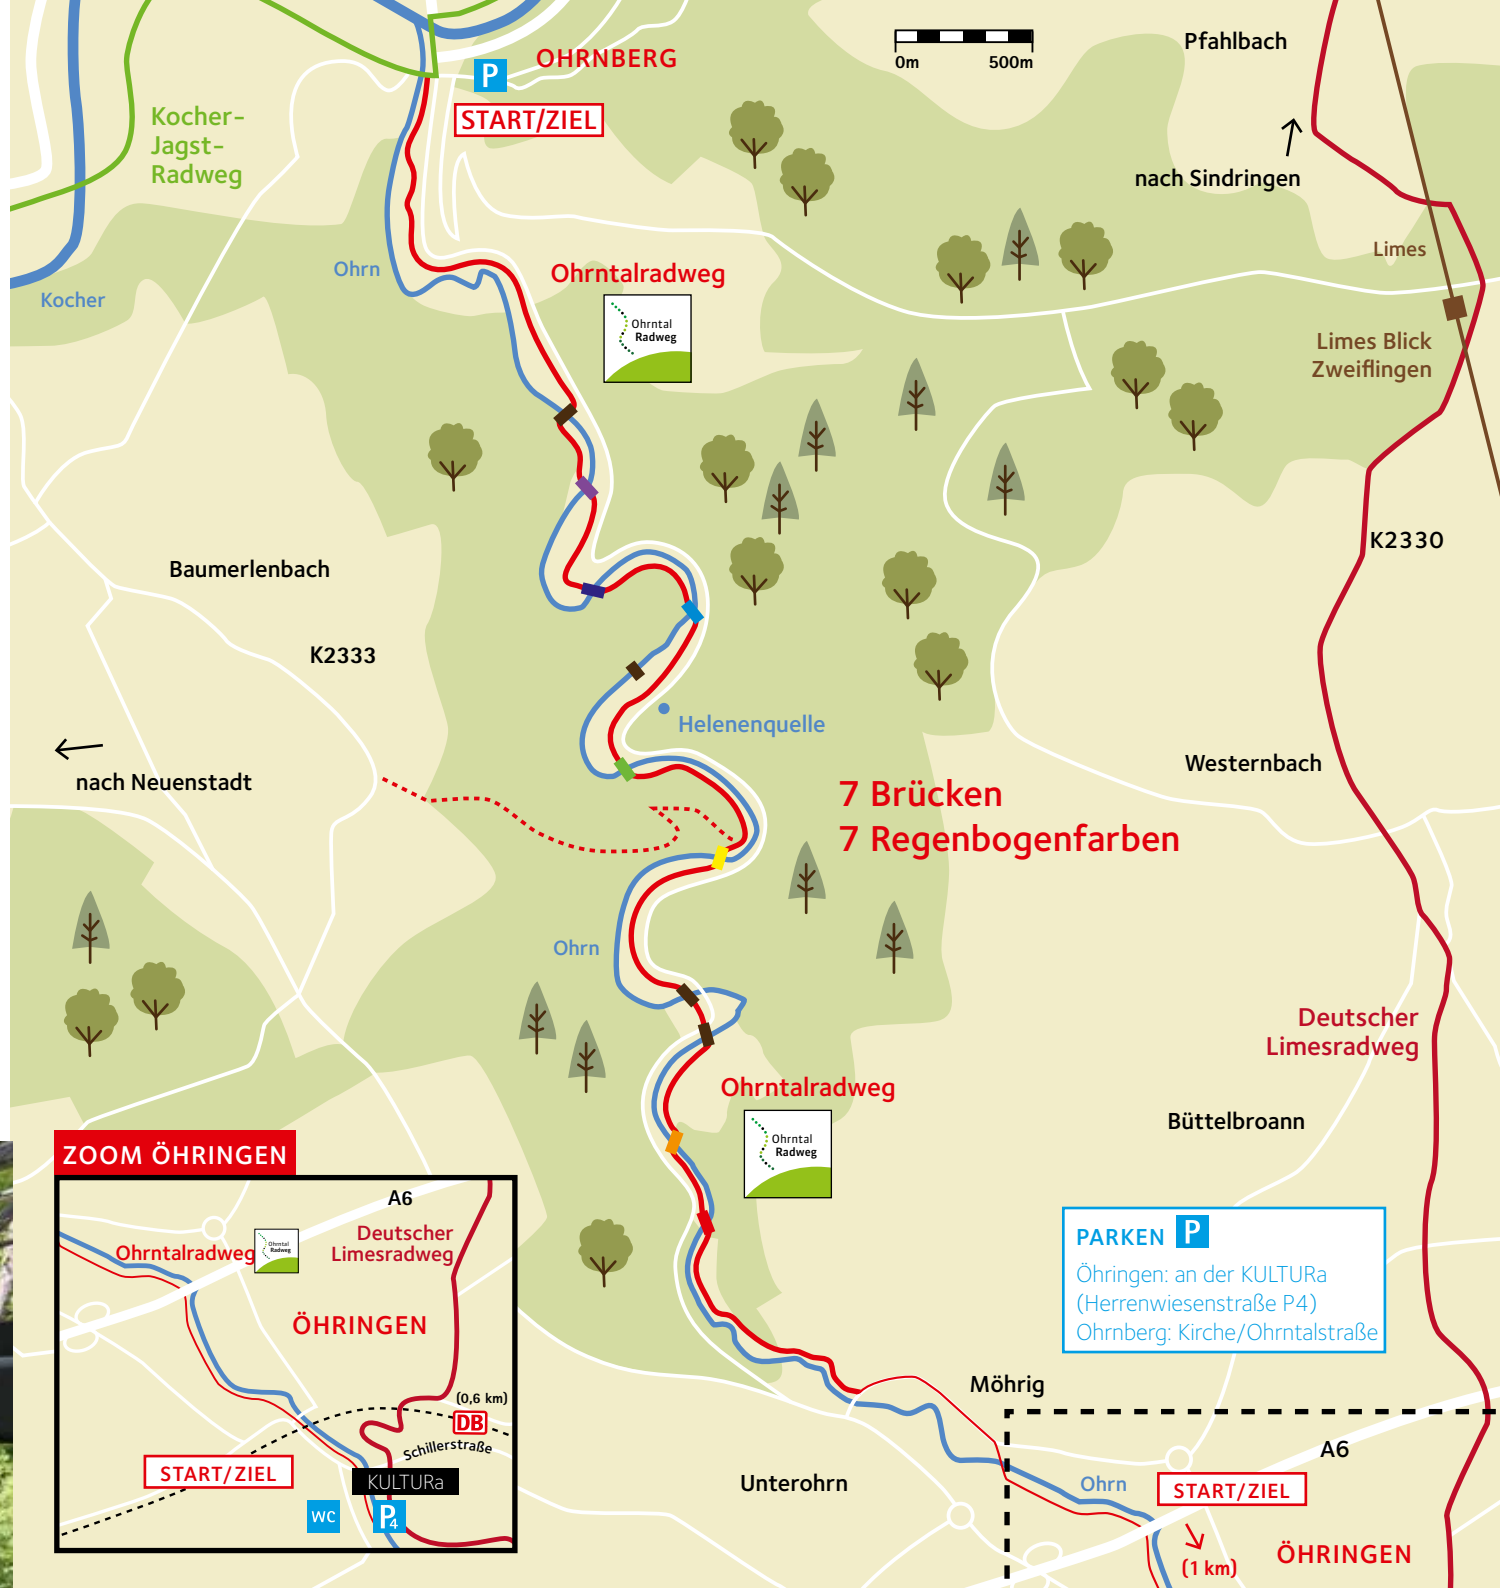 OHRNBERG
P
START/ZIEL
0m 500m
Pfahlbach
Kocher-
Jagst-
Radweg
nach Sindringen
Limes
Ohrn
Kocher
Ohrntalradweg
Ohrntal
Radweg
Limes Blick
Zweiflingen
K2330
Baumerlenbach
K2333
Helenenquelle
nach Neuenstadt
Westernbach
7 Brücken
7 Regenbogenfarben
Ohrn
Deutscher
Limesradweg
Ohrntalradweg
Ohrntal
Radweg
Büttelbroann
ZOOM ÖHRINGEN
A6
Deutscher
Limesradweg
Ohrntalradweg
Ohrntal
Radweg
ÖHRINGEN
(0,6 km)
DB
Schillerstraße
START/ZIEL
KULTURa
WC
P4
PARKEN P
Öhringen: an der KULTURa
(Herrenwiesenstraße P4)
Ohrnberg: Kirche/Ohrntalstraße
Möhrig
Unterohrn
A6
Ohrn
START/ZIEL
(1 km)
ÖHRINGEN